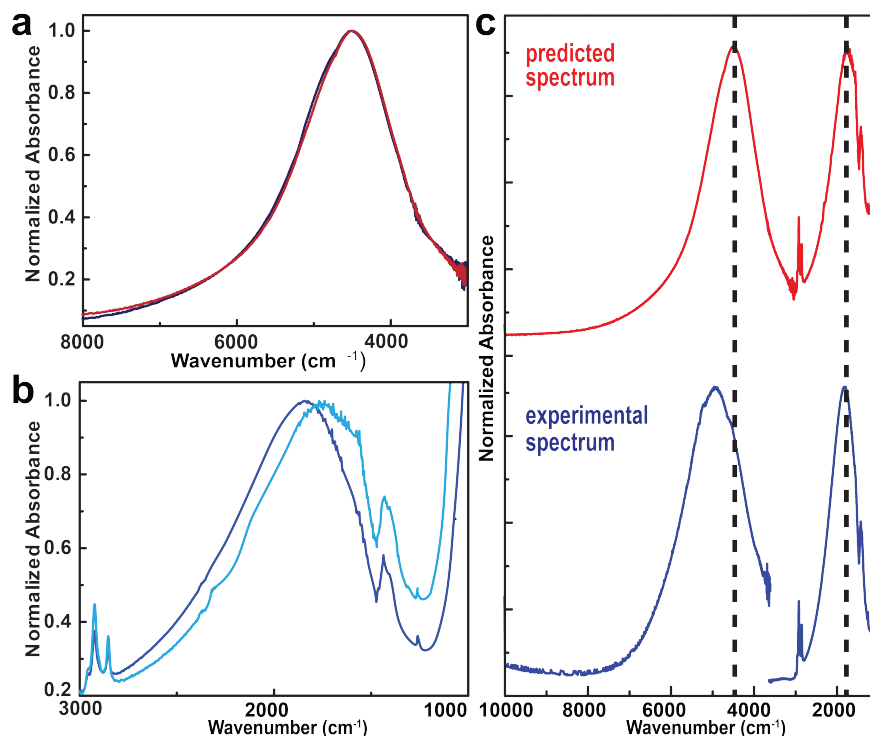 a
Normalized Absorbance
1.0
0.8
0.6
0.4
0.2
8000 6000 4000
Wavenumber (cm -1)
b
Normalized Absorbance
1.0
0.8
0.6
0.4
0.2
3000 2000 1000
Wavenumber (cm-1)
c
Normalized Absorbance
predicted
spectrum
experimental
spectrum
10000 8000 6000 4000 2000
Wavenumber (cm-1)